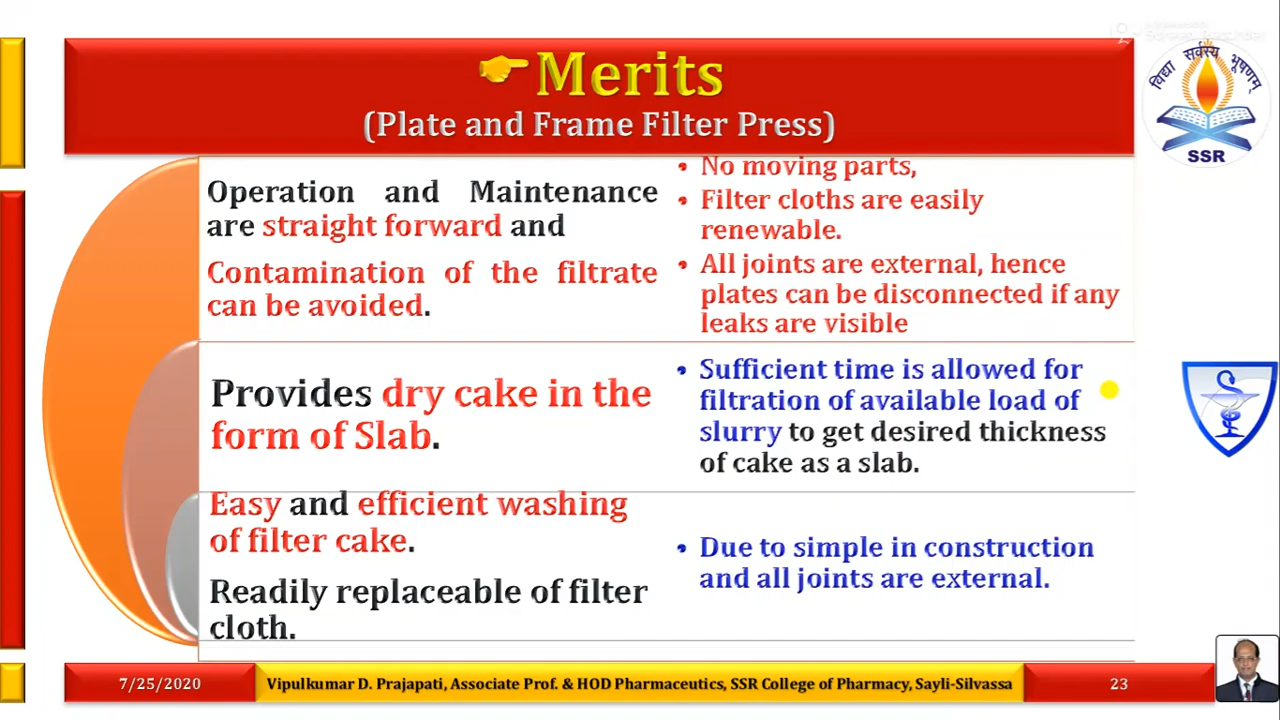 Merits
(Plate and Frame Filter Press)
विद्या सर्वस्य भूषणम्
SSR
Operation and Maintenance
are straight forward and
Contamination of the filtrate
can be avoided.
• No moving parts,
• Filter cloths are easily
renewable.
• All joints are external, hence
plates can be disconnected if any
leaks are visible
Provides dry cake in the
form of Slab.
• Sufficient time is allowed for
filtration of available load of
slurry to get desired thickness
of cake as a slab.
Easy and efficient washing
of filter cake.
Readily replaceable of filter
cloth.
• Due to simple in construction
and all joints are external.
7/25/2020
Vipulkumar D. Prajapati, Associate Prof. & HOD Pharmaceutics, SSR College of Pharmacy, Sayli-Silvassa
23